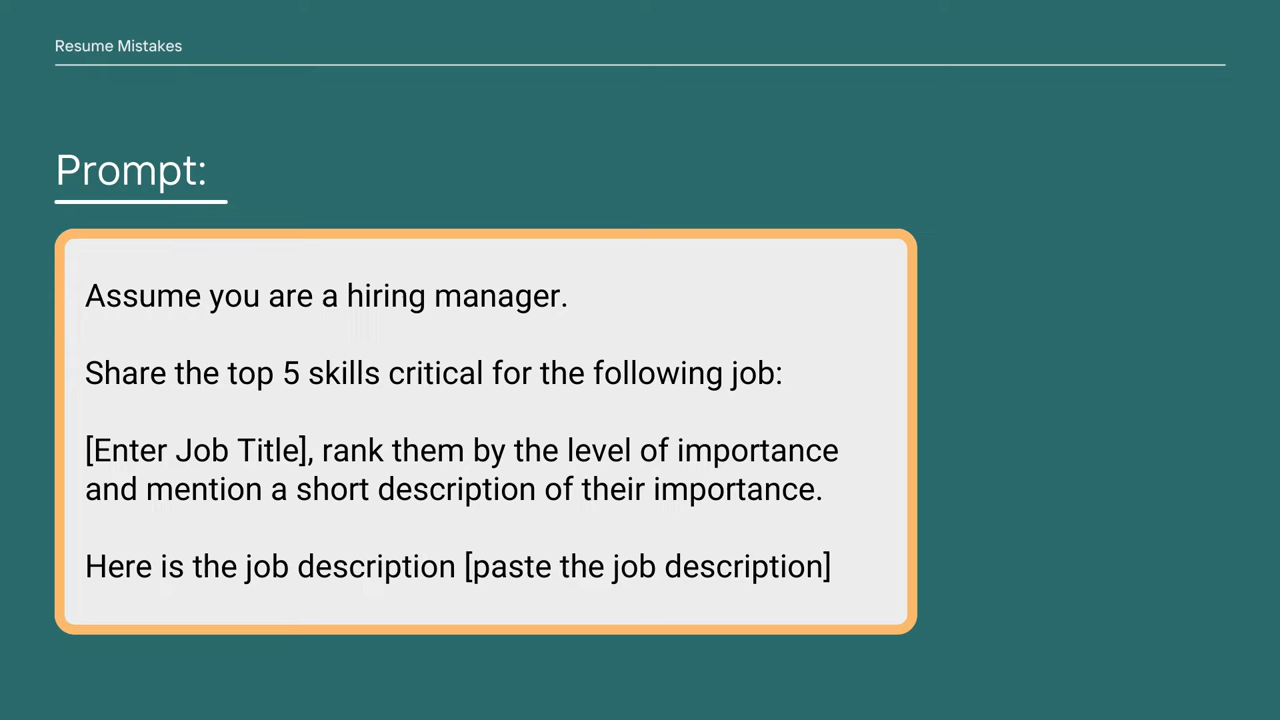 Resume Mistakes
Prompt:
Assume you are a hiring manager.
Share the top 5 skills critical for the following job:
[Enter Job Title], rank them by the level of importance
and mention a short description of their importance.
Here is the job description [paste the job description]